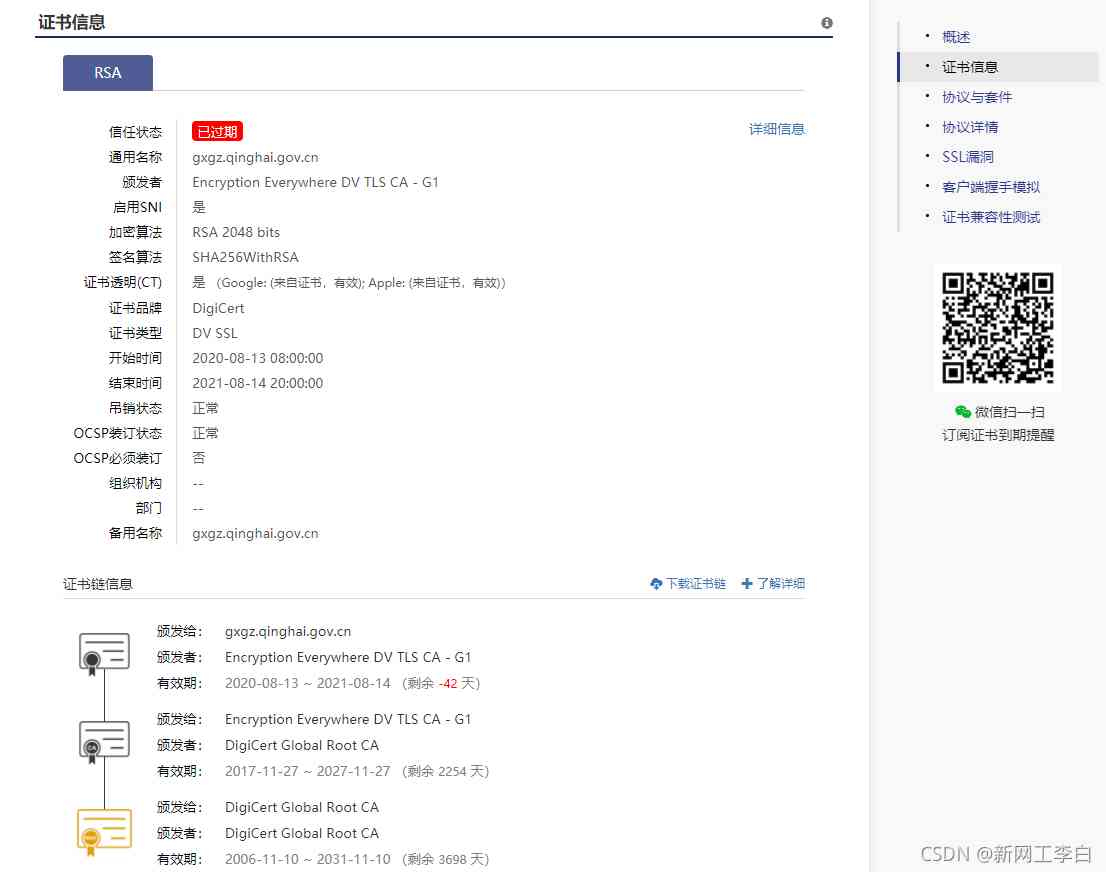 证书信息
RSA
详细信息
信任状态 已过期
通用名称 gxgz.qinghai.gov.cn
颁发者 Encryption Everywhere DV TLS CA - G1
启用SNI 是
加密算法 RSA 2048 bits
签名算法 SHA256WithRSA
证书透明(CT) 是 （Google: (来自证书，有效); Apple: (来自证书，有效)）
证书品牌 DigiCert
证书类型 DV SSL
开始时间 2020-08-13 08:00:00
结束时间 2021-08-14 20:00:00
吊销状态 正常
OCSP装订状态 正常
OCSP必须装订 否
组织机构 --
部门 --
备用名称 gxgz.qinghai.gov.cn
证书链信息 下载证书链 了解详细
颁发给： gxgz.qinghai.gov.cn
颁发者： Encryption Everywhere DV TLS CA - G1
有效期： 2020-08-13 ~ 2021-08-14 （剩余 -42 天）
颁发给： Encryption Everywhere DV TLS CA - G1
颁发者： DigiCert Global Root CA
有效期： 2017-11-27 ~ 2027-11-27 （剩余 2254 天）
颁发给： DigiCert Global Root CA
颁发者： DigiCert Global Root CA
有效期： 2006-11-10 ~ 2031-11-10 （剩余 3698 天）
概述
证书信息
协议与套件
协议详情
SSL漏洞
客户端握手模拟
证书兼容性测试
微信扫一扫
订阅证书到期提醒
CSDN @新网工李白